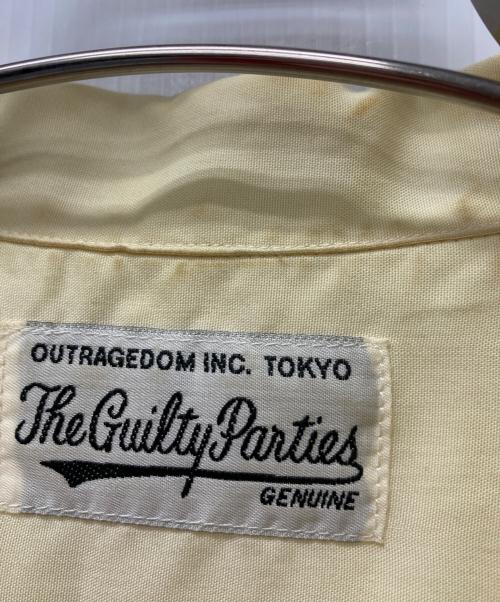 OUTRAGEDOM INC. TOKYO
The Guilty Parties
GENUINE